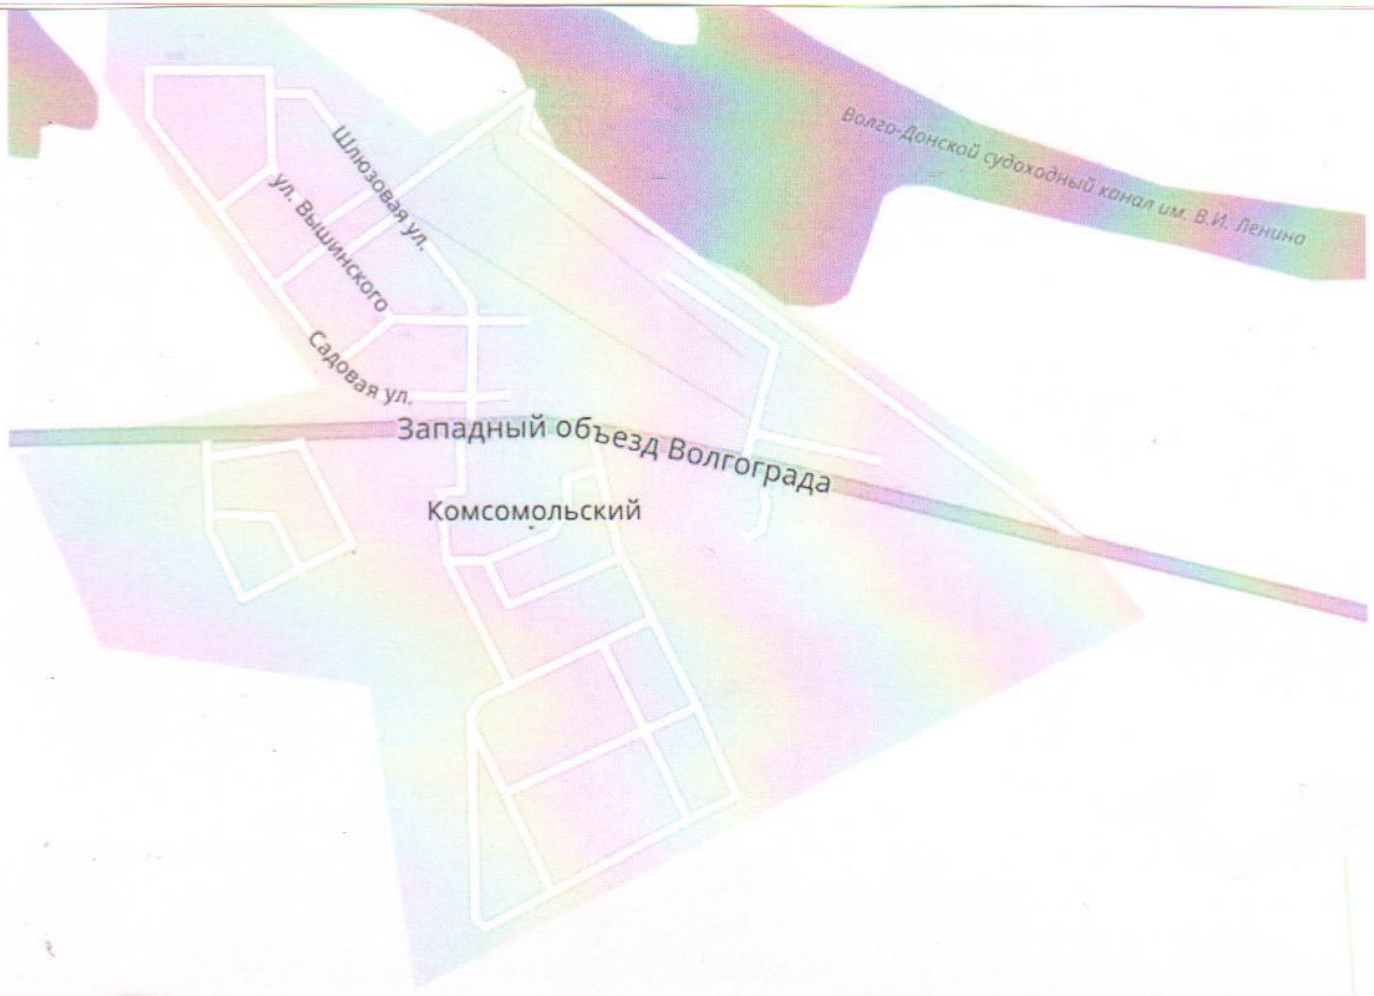 Волго-Донской судоходный канал им. В.И. Ленина
Шлюзовая ул.
ул. Вышинского
Садовая ул.
Западный объезд Волгограда
Комсомольский